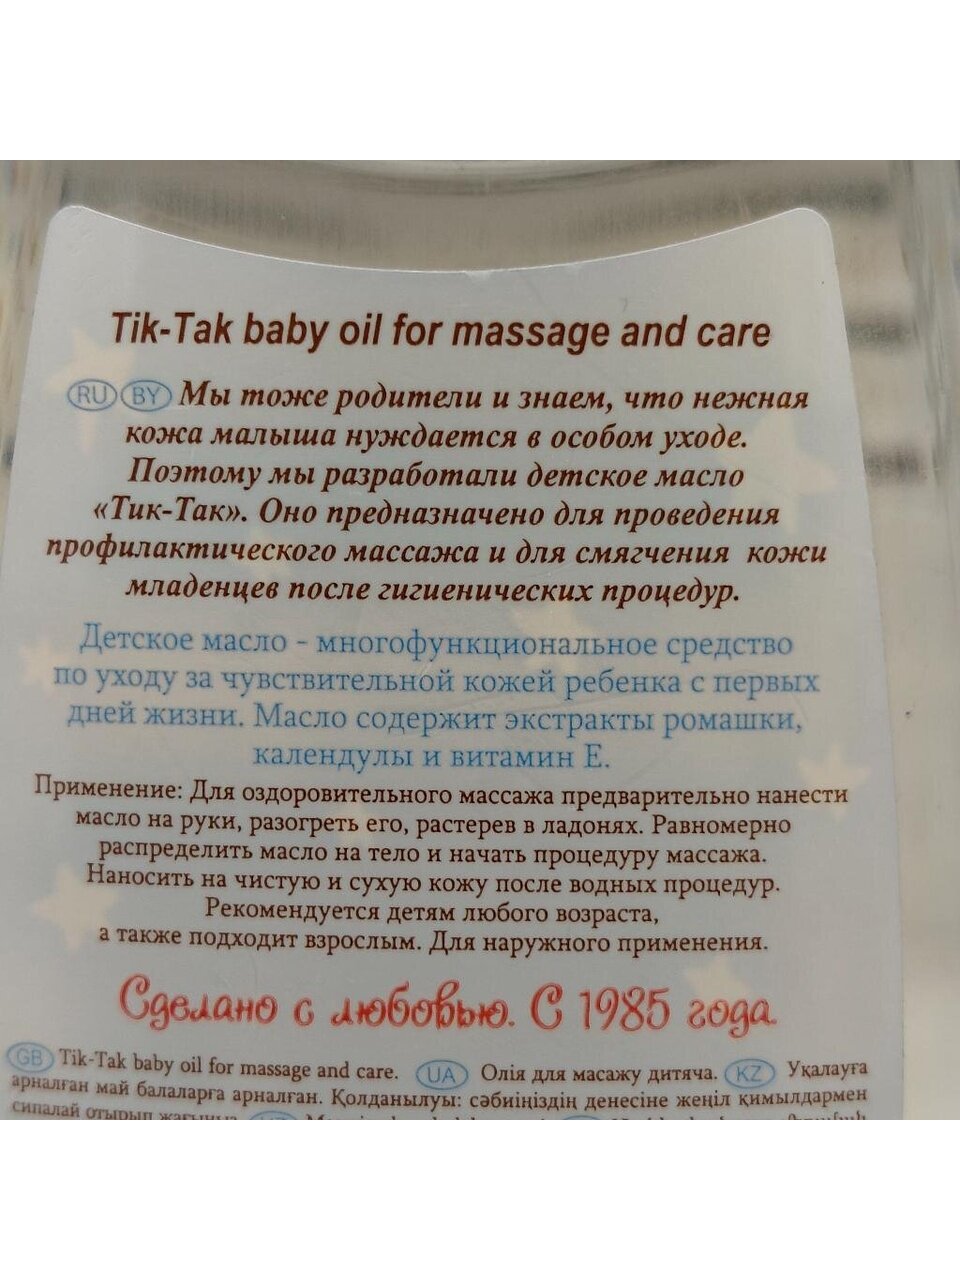 Tik-Tak baby oil for massage and care
RU BY Мы тоже родители и знаем, что нежная
кожа малыша нуждается в особом уходе.
Поэтому мы разработали детское масло
«Тик-Так». Оно предназначено для проведения
профилактического массажа и для смягчения кожи
младенцев после гигиенических процедур.
Детское масло - многофункциональное средство
по уходу за чувствительной кожей ребенка с первых
дней жизни. Масло содержит экстракты ромашки,
календулы и витамин Е.
Применение: Для оздоровительного массажа предварительно нанести
масло на руки, разогреть его, растерев в ладонях. Равномерно
распределить масло на тело и начать процедуру массажа.
Наносить на чистую и сухую кожу после водных процедур.
Рекомендуется детям любого возраста,
а также подходит взрослым. Для наружного применения.
Сделано с любовью. С 1985 года.
GB Tik-Tak baby oil for massage and care. UA Олія для масажу дитяча. KZ Уқалауға
арналған май балаларға арналған. Қолданылуы: сәбиіңіздің денесіне жеңіл қимылдармен
сипалай отырып жағыңыз.